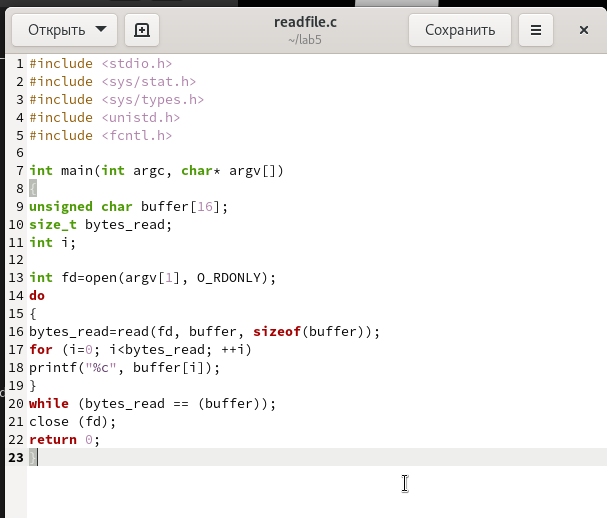 Открыть
readfile.c
~/lab5
Сохранить
1 #include <stdio.h>
2 #include <sys/stat.h>
3 #include <sys/types.h>
4 #include <unistd.h>
5 #include <fcntl.h>
6
7 int main(int argc, char* argv[])
8 {
9 unsigned char buffer[16];
10 size_t bytes_read;
11 int i;
12
13 int fd=open(argv[1], O_RDONLY);
14 do
15 {
16 bytes_read=read(fd, buffer, sizeof(buffer));
17 for (i=0; i<bytes_read; ++i)
18 printf("%c", buffer[i]);
19 }
20 while (bytes_read == (buffer));
21 close (fd);
22 return 0;
23 }